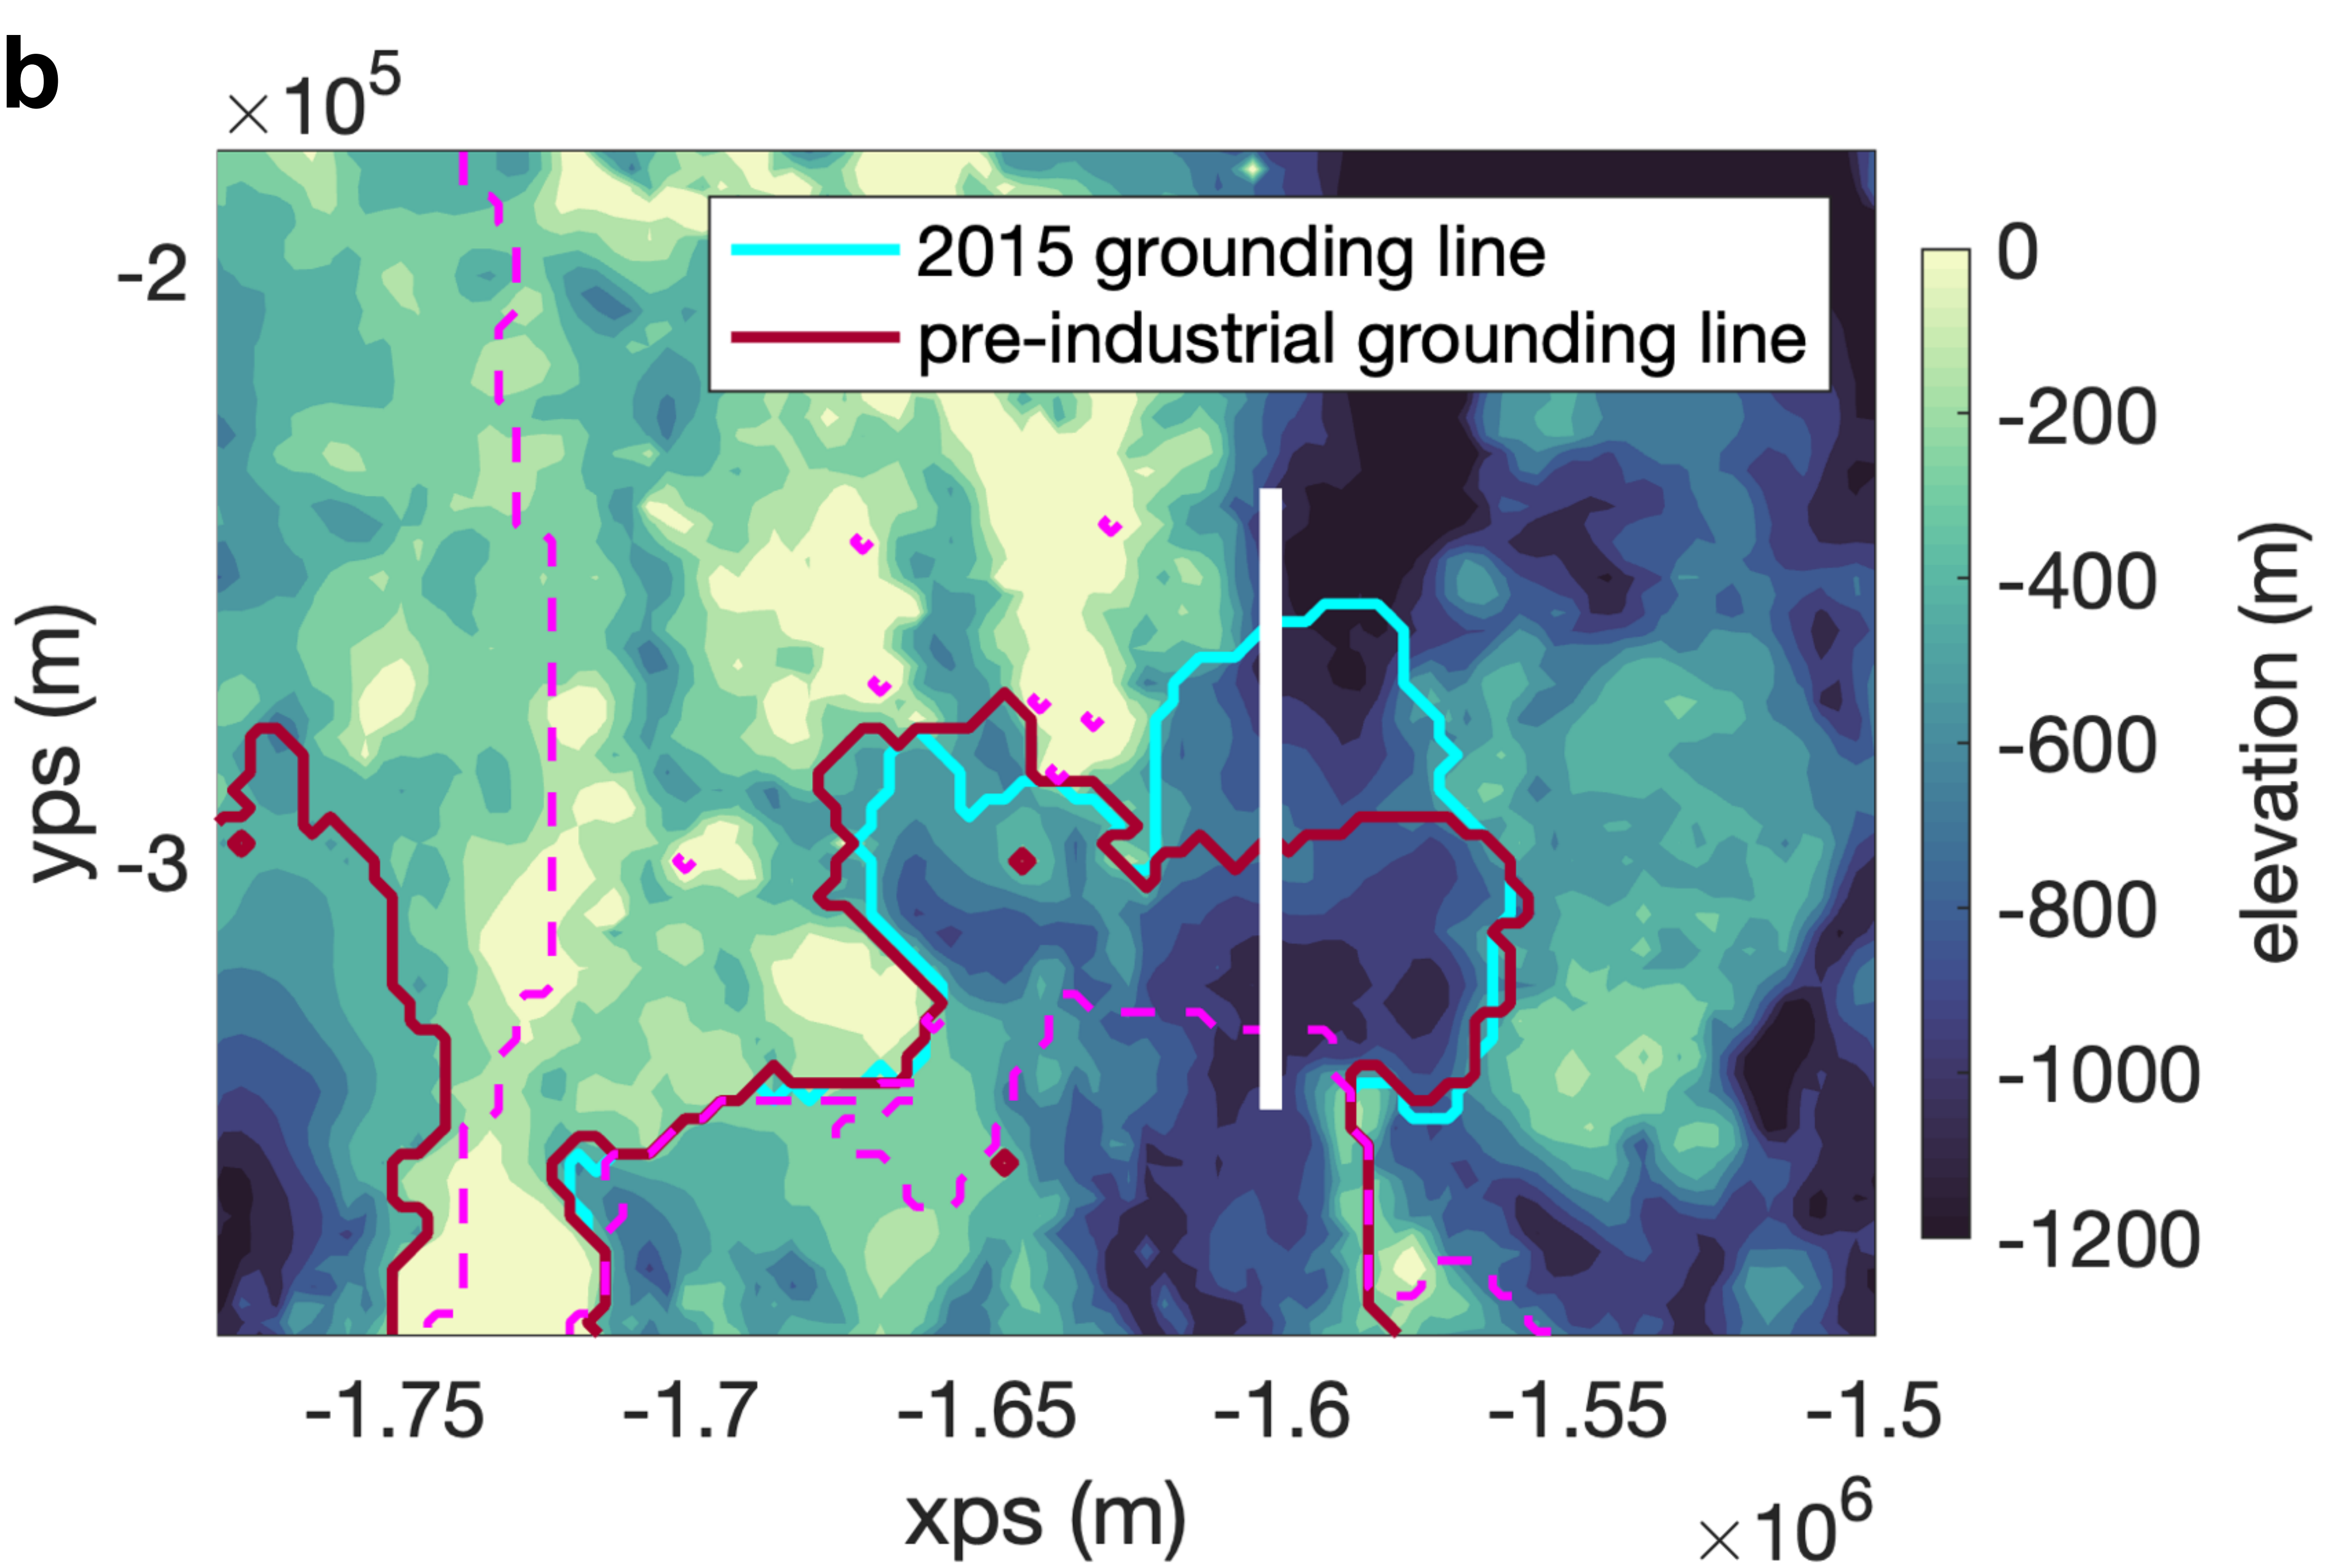 b
×10⁵
2015 grounding line
pre-industrial grounding line
-2
-3
yps (m)
-1.75 -1.7 -1.65 -1.6 -1.55 -1.5
xps (m)
×10⁶
0
-200
-400
-600
-800
-1000
-1200
elevation (m)